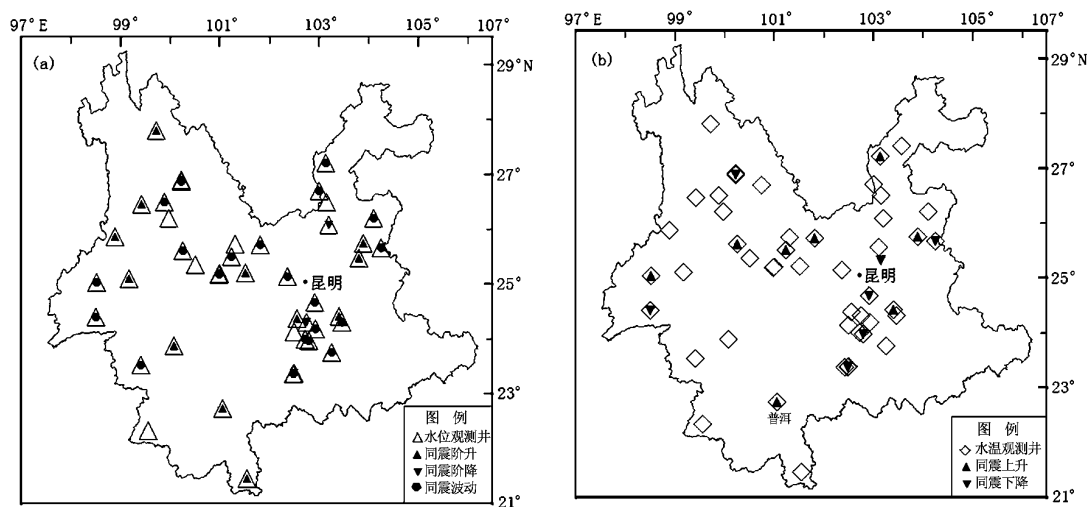 97° E 99° 101° 103° 105° 107°
(a)
29°N
27°
25°
23°
21°
昆明
图 例
水位观测井
同震阶升
同震阶降
同震波动
97° E 99° 101° 103° 105° 107°
(b)
29°N
27°
25°
23°
21°
昆明
普洱
图 例
水温观测井
同震上升
同震下降